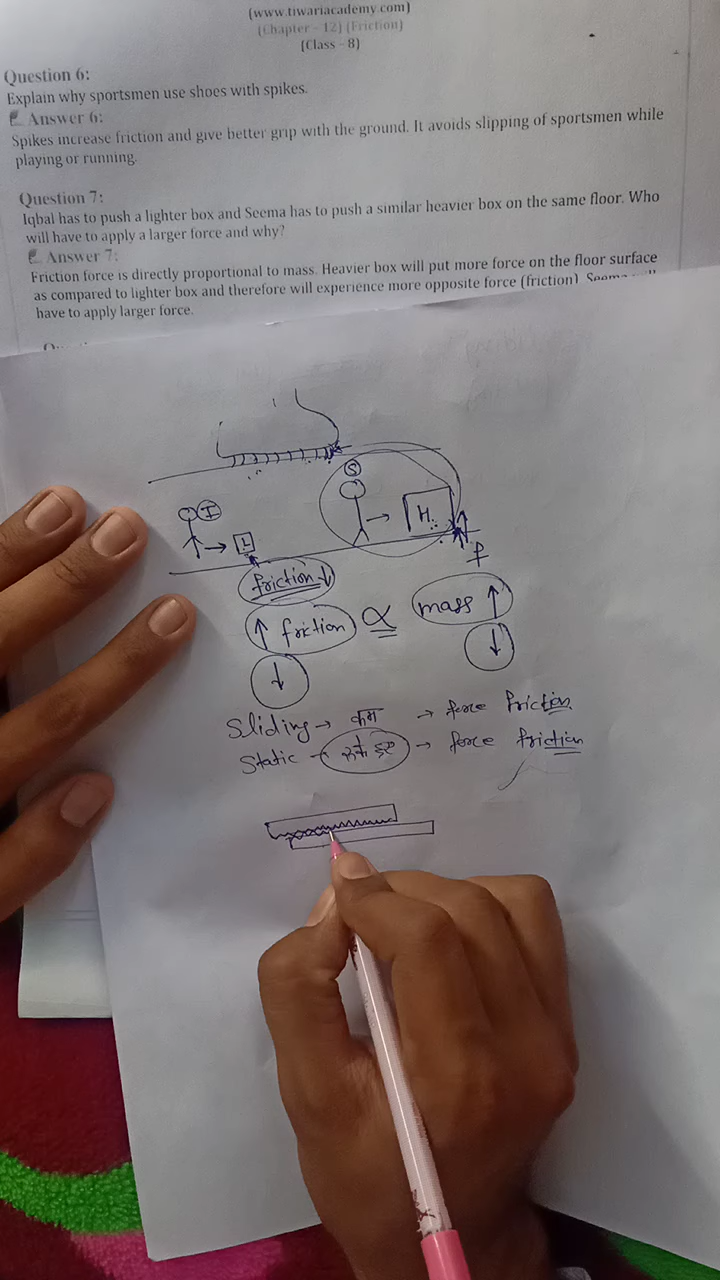 (www.tiwariacademy.com)
(Chapter – 12) (Friction)
(Class – 8)
Question 6:
Explain why sportsmen use shoes with spikes.
Answer 6:
Spikes increase friction and give better grip with the ground. It avoids slipping of sportsmen while
playing or running.
Question 7:
Iqbal has to push a lighter box and Seema has to push a similar heavier box on the same floor. Who
will have to apply a larger force and why?
Answer 7:
Friction force is directly proportional to mass. Heavier box will put more force on the floor surface
as compared to lighter box and therefore will experience more opposite force (friction). Seema
have to apply larger force.
S
I → L
→ H
f
friction ↓
↑ friction ∝ mass ↑
↓ ↓
Sliding → कम → force friction
Static → → force friction